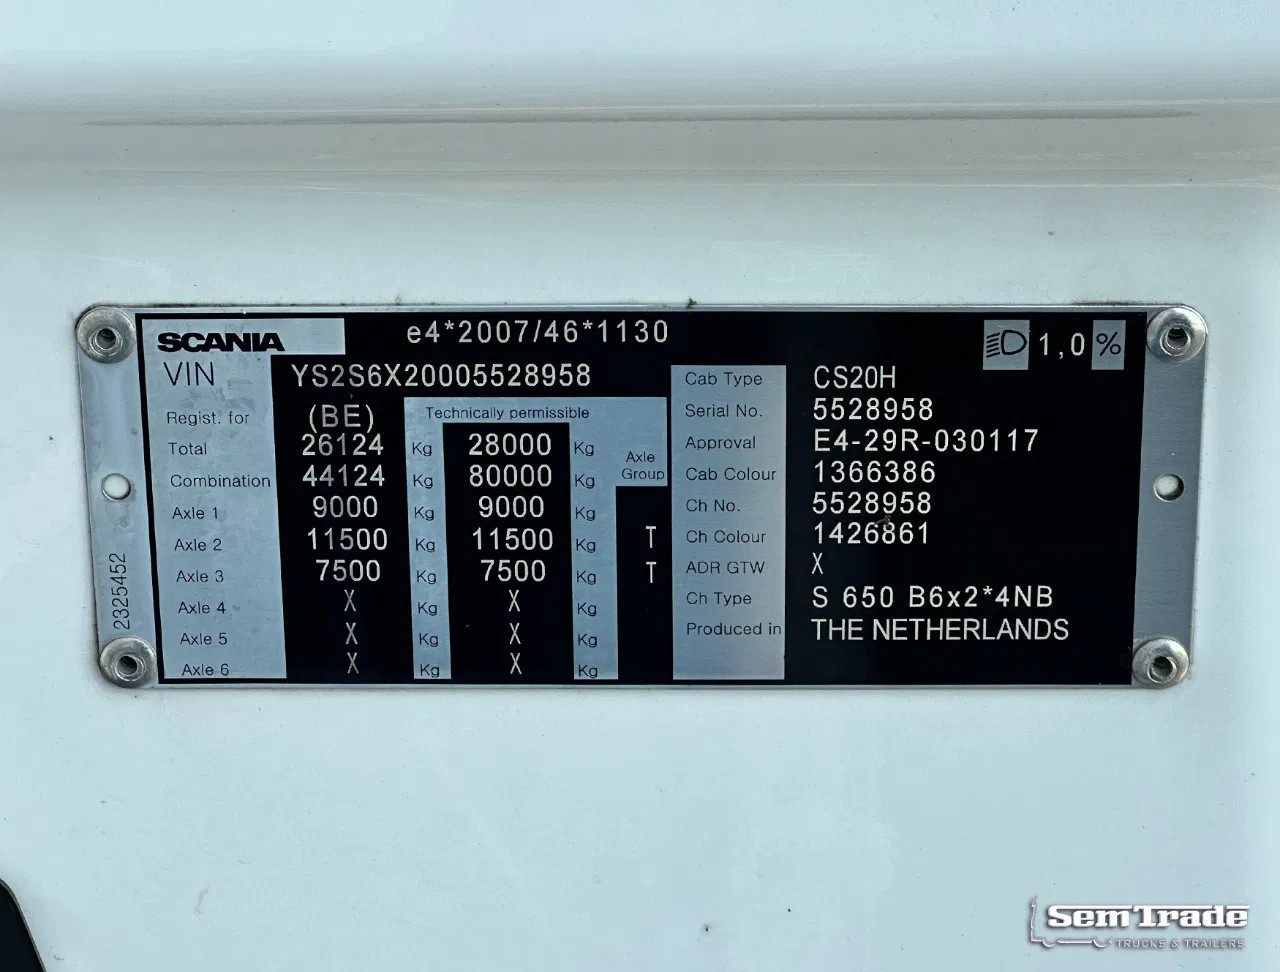 SCANIA e4*2007/46*1130 1,0 %
VIN YS2S6X20005528958
Regist. for (BE) Technically permissible
Total 26124 Kg 28000 Kg
Axle Group
Combination 44124 Kg 80000 Kg
Axle 1 9000 Kg 9000 Kg
Axle 2 11500 Kg 11500 Kg T
Axle 3 7500 Kg 7500 Kg T
Axle 4 X Kg X Kg
Axle 5 X Kg X Kg
Axle 6 X Kg X Kg
Cab Type CS20H
Serial No. 5528958
Approval E4-29R-030117
Cab Colour 1366386
Ch No. 5528958
Ch Colour 1426861
ADR GTW X
Ch Type S 650 B6x2*4NB
Produced in THE NETHERLANDS
2325452
SemTrade
TRUCKS & TRAILERS